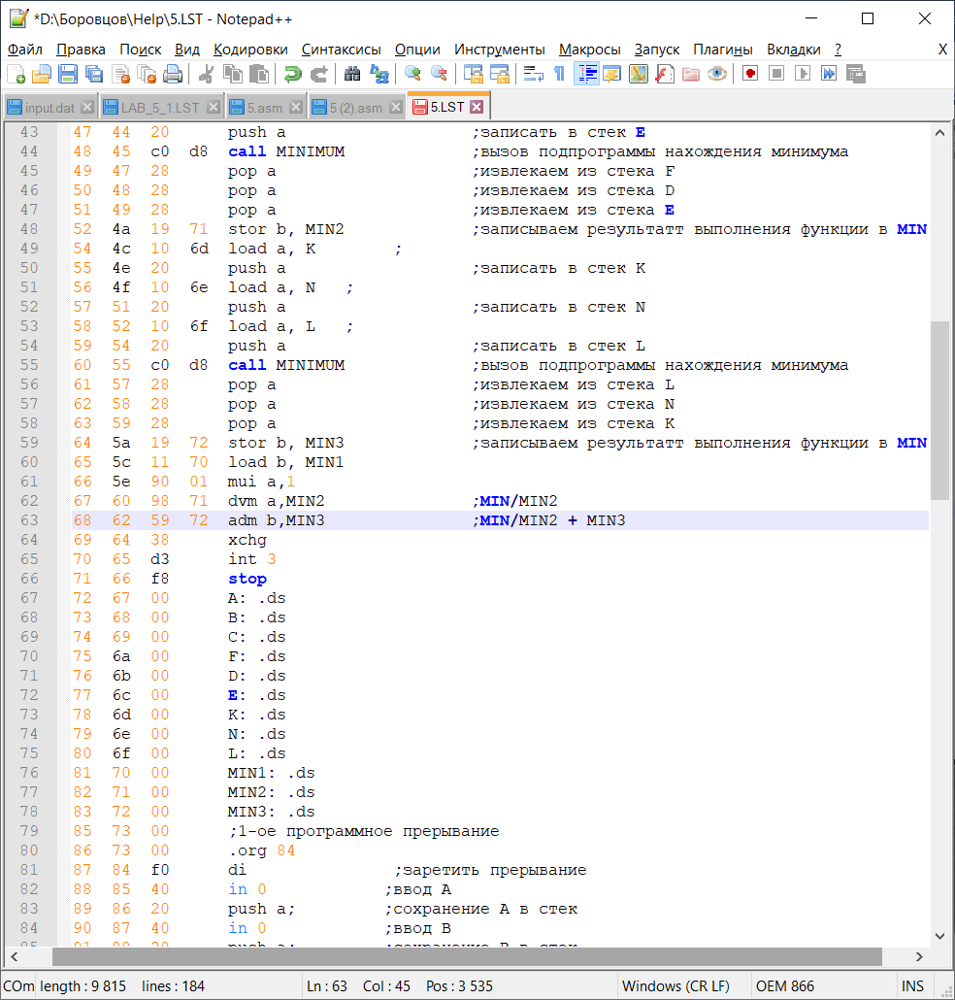 *D:\Боровцов\Help\5.LST - Notepad++
Файл Правка Поиск Вид Кодировки Синтаксисы Опции Инструменты Макросы Запуск Плагины Вкладки ? X
input.dat LAB_5_1.LST 5.asm 5 (2).asm 5.LST
43 47 44 20 push a ;записать в стек E
44 48 45 c0 d8 call MINIMUM ;вызов подпрограммы нахождения минимума
45 49 47 28 pop a ;извлекаем из стека F
46 50 48 28 pop a ;извлекаем из стека D
47 51 49 28 pop a ;извлекаем из стека E
48 52 4a 19 71 stor b, MIN2 ;записываем результатт выполнения функции в MIN
49 54 4c 10 6d load a, K ;
50 55 4e 20 push a ;записать в стек K
51 56 4f 10 6e load a, N ;
52 57 51 20 push a ;записать в стек N
53 58 52 10 6f load a, L ;
54 59 54 20 push a ;записать в стек L
55 60 55 c0 d8 call MINIMUM ;вызов подпрограммы нахождения минимума
56 61 57 28 pop a ;извлекаем из стека L
57 62 58 28 pop a ;извлекаем из стека N
58 63 59 28 pop a ;извлекаем из стека K
59 64 5a 19 72 stor b, MIN3 ;записываем результатт выполнения функции в MIN
60 65 5c 11 70 load b, MIN1
61 66 5e 90 01 mui a,1
62 67 60 98 71 dvm a,MIN2 ;MIN/MIN2
63 68 62 59 72 adm b,MIN3 ;MIN/MIN2 + MIN3
64 69 64 38 xchg
65 70 65 d3 int 3
66 71 66 f8 stop
67 72 67 00 A: .ds
68 73 68 00 B: .ds
69 74 69 00 C: .ds
70 75 6a 00 F: .ds
71 76 6b 00 D: .ds
72 77 6c 00 E: .ds
73 78 6d 00 K: .ds
74 79 6e 00 N: .ds
75 80 6f 00 L: .ds
76 81 70 00 MIN1: .ds
77 82 71 00 MIN2: .ds
78 83 72 00 MIN3: .ds
79 85 73 00 ;1-ое программное прерывание
80 86 73 00 .org 84
81 87 84 f0 di ;заретить прерывание
82 88 85 40 in 0 ;ввод A
83 89 86 20 push a; ;сохранение A в стек
84 90 87 40 in 0 ;ввод B
85 91 88 20 push a; ;сохранение B в стек
COm length : 9 815 lines : 184 Ln : 63 Col : 45 Pos : 3 535 Windows (CR LF) OEM 866 INS